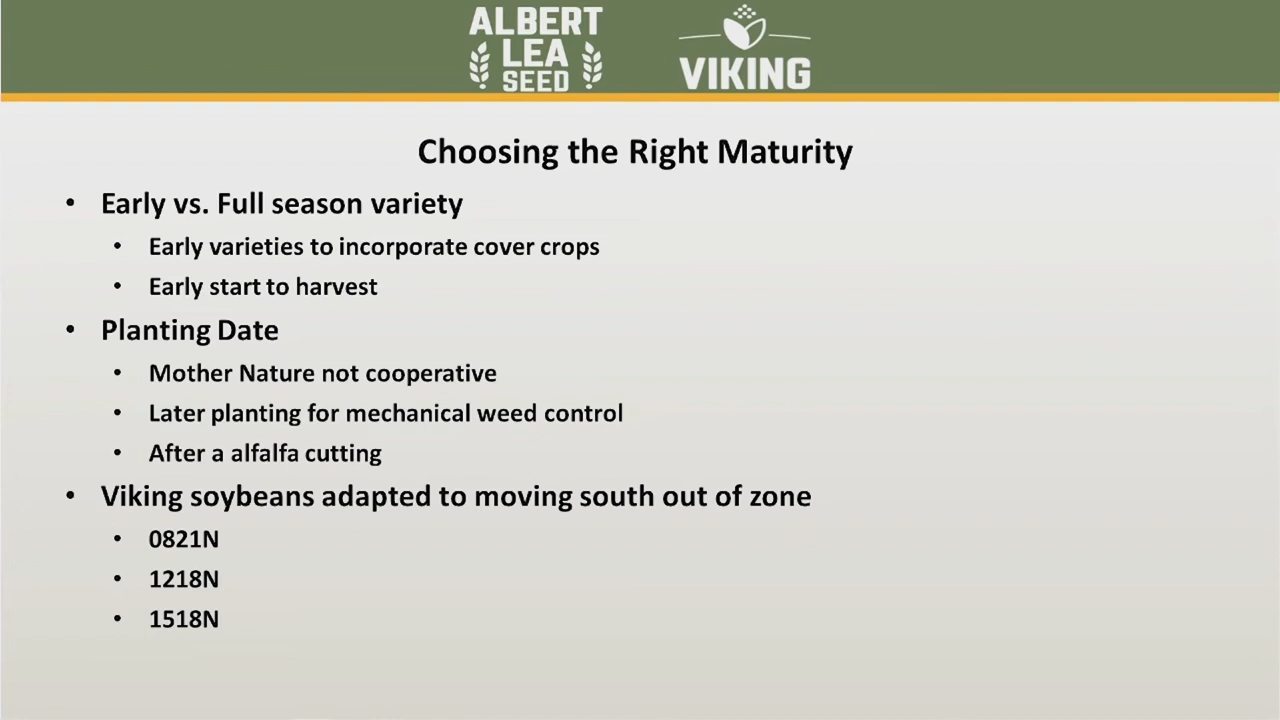 ALBERT
LEA
SEED
VIKING
Choosing the Right Maturity
• Early vs. Full season variety
• Early varieties to incorporate cover crops
• Early start to harvest
• Planting Date
• Mother Nature not cooperative
• Later planting for mechanical weed control
• After a alfalfa cutting
• Viking soybeans adapted to moving south out of zone
• 0821N
• 1218N
• 1518N